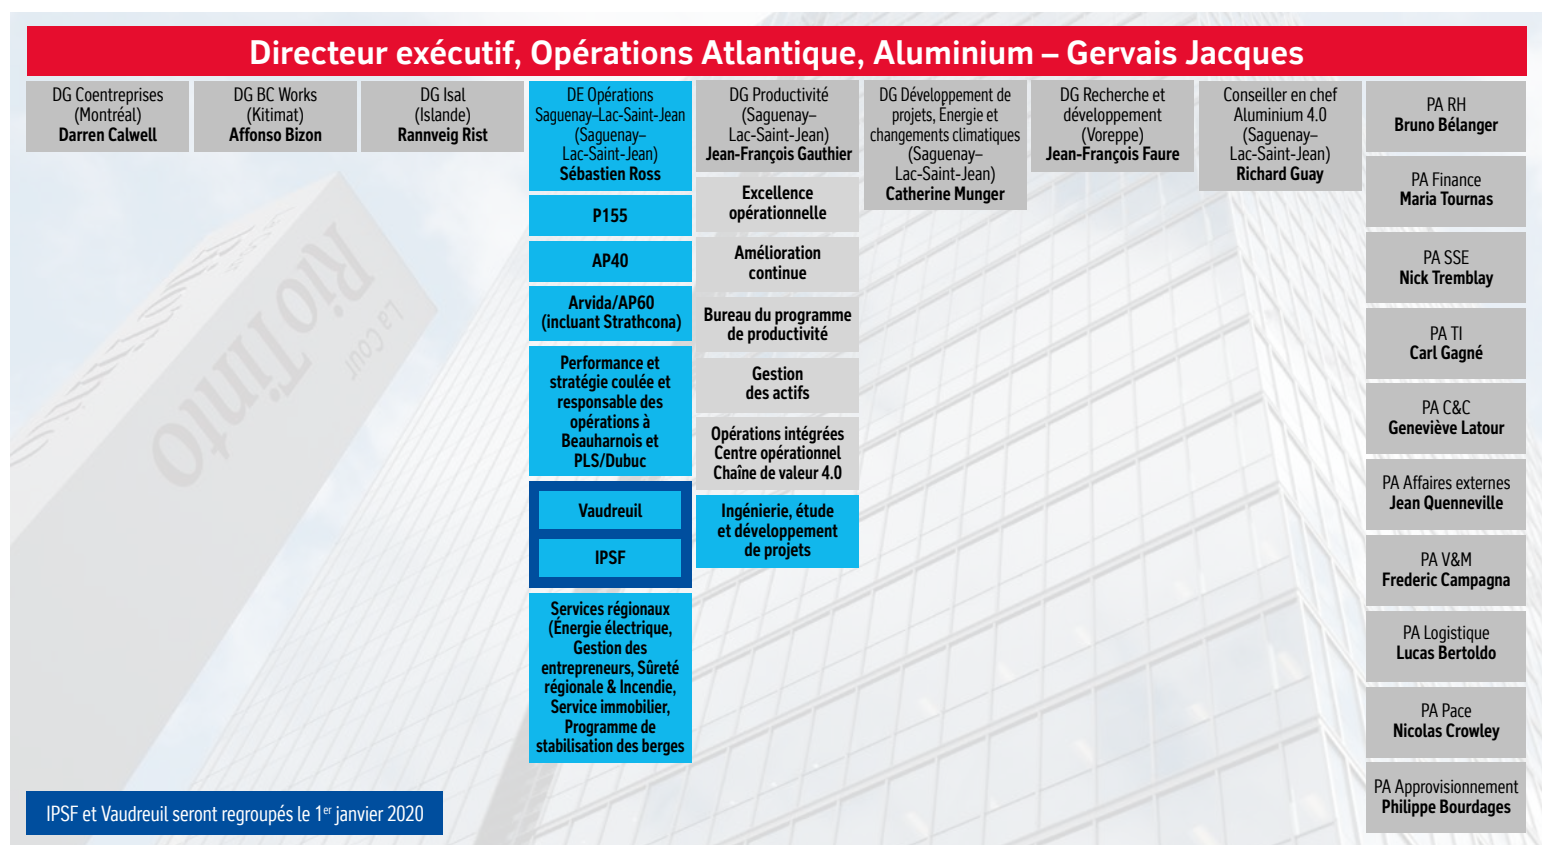 Directeur exécutif, Opérations Atlantique, Aluminium – Gervais Jacques
DG Coentreprises
(Montréal)
Darren Calwell
DG BC Works
(Kitimat)
Affonso Bizon
DG Isal
(Islande)
Rannveig Rist
DE Opérations
Saguenay–Lac-Saint-Jean
(Saguenay–
Lac-Saint-Jean)
Sébastien Ross
P155
AP40
Arvida/AP60
(incluant Strathcona)
Performance et
stratégie coulée et
responsable des
opérations à
Beauharnois et
PLS/Dubuc
Vaudreuil
IPSF
Services régionaux
(Énergie électrique,
Gestion des
entrepreneurs, Sûreté
régionale & Incendie,
Service immobilier,
Programme de
stabilisation des berges
DG Productivité
(Saguenay–
Lac-Saint-Jean)
Jean-François Gauthier
Excellence
opérationnelle
Amélioration
continue
Bureau du programme
de productivité
Gestion
des actifs
Opérations intégrées
Centre opérationnel
Chaîne de valeur 4.0
Ingénierie, étude
et développement
de projets
DG Développement de
projets, Énergie et
changements climatiques
(Saguenay–
Lac-Saint-Jean)
Catherine Munger
DG Recherche et
développement
(Voreppe)
Jean-François Faure
Conseiller en chef
Aluminium 4.0
(Saguenay–
Lac-Saint-Jean)
Richard Guay
PA RH
Bruno Bélanger
PA Finance
Maria Tournas
PA SSE
Nick Tremblay
PA TI
Carl Gagné
PA C&C
Geneviève Latour
PA Affaires externes
Jean Quenneville
PA V&M
Frederic Campagna
PA Logistique
Lucas Bertoldo
PA Pace
Nicolas Crowley
PA Approvisionnement
Philippe Bourdages
RioTinto
La Cour
IPSF et Vaudreuil seront regroupés le 1er janvier 2020